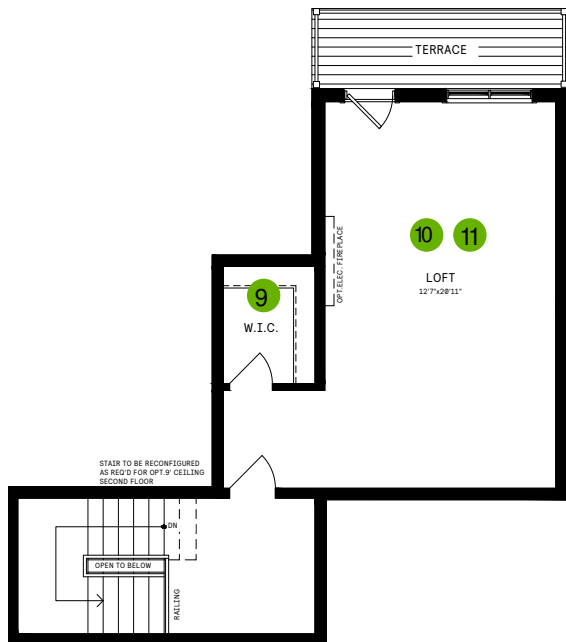 TERRACE
10
11
OPT.ELEC. FIREPLACE
LOFT
12'7"x20'11"
9
W.I.C.
STAIR TO BE RECONFIGURED
AS REQ'D FOR OPT.9' CEILING
SECOND FLOOR
DN
OPEN TO BELOW
RAILING